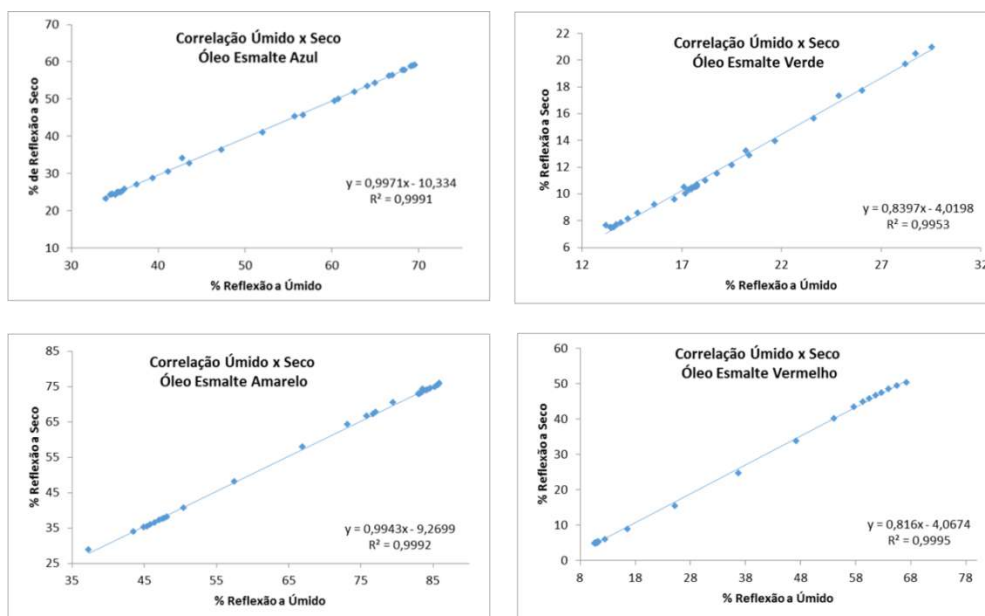 Correlação Úmido x Seco
Óleo Esmalte Azul
% de Reflexão a Seco
70
60
50
40
30
20
10
30
40
50
60
70
y = 0,9971x - 10,334
R² = 0,9991
% Reflexão a Úmido
Correlação Úmido x Seco
Óleo Esmalte Verde
% Reflexão a Seco
22
20
18
16
14
12
10
8
6
12
17
22
27
32
y = 0,8397x - 4,0198
R² = 0,9953
% Reflexão a Úmido
Correlação Úmido x Seco
Óleo Esmalte Amarelo
% Reflexão a Seco
85
75
65
55
45
35
25
35
45
55
65
75
85
y = 0,9943x - 9,2699
R² = 0,9992
% Reflexão a Úmido
Correlação Úmido x Seco
Óleo Esmalte Vermelho
% Reflexão a Seco
60
50
40
30
20
10
0
8
18
28
38
48
58
68
78
y = 0,816x - 4,0674
R² = 0,9995
% Reflexão a Úmido